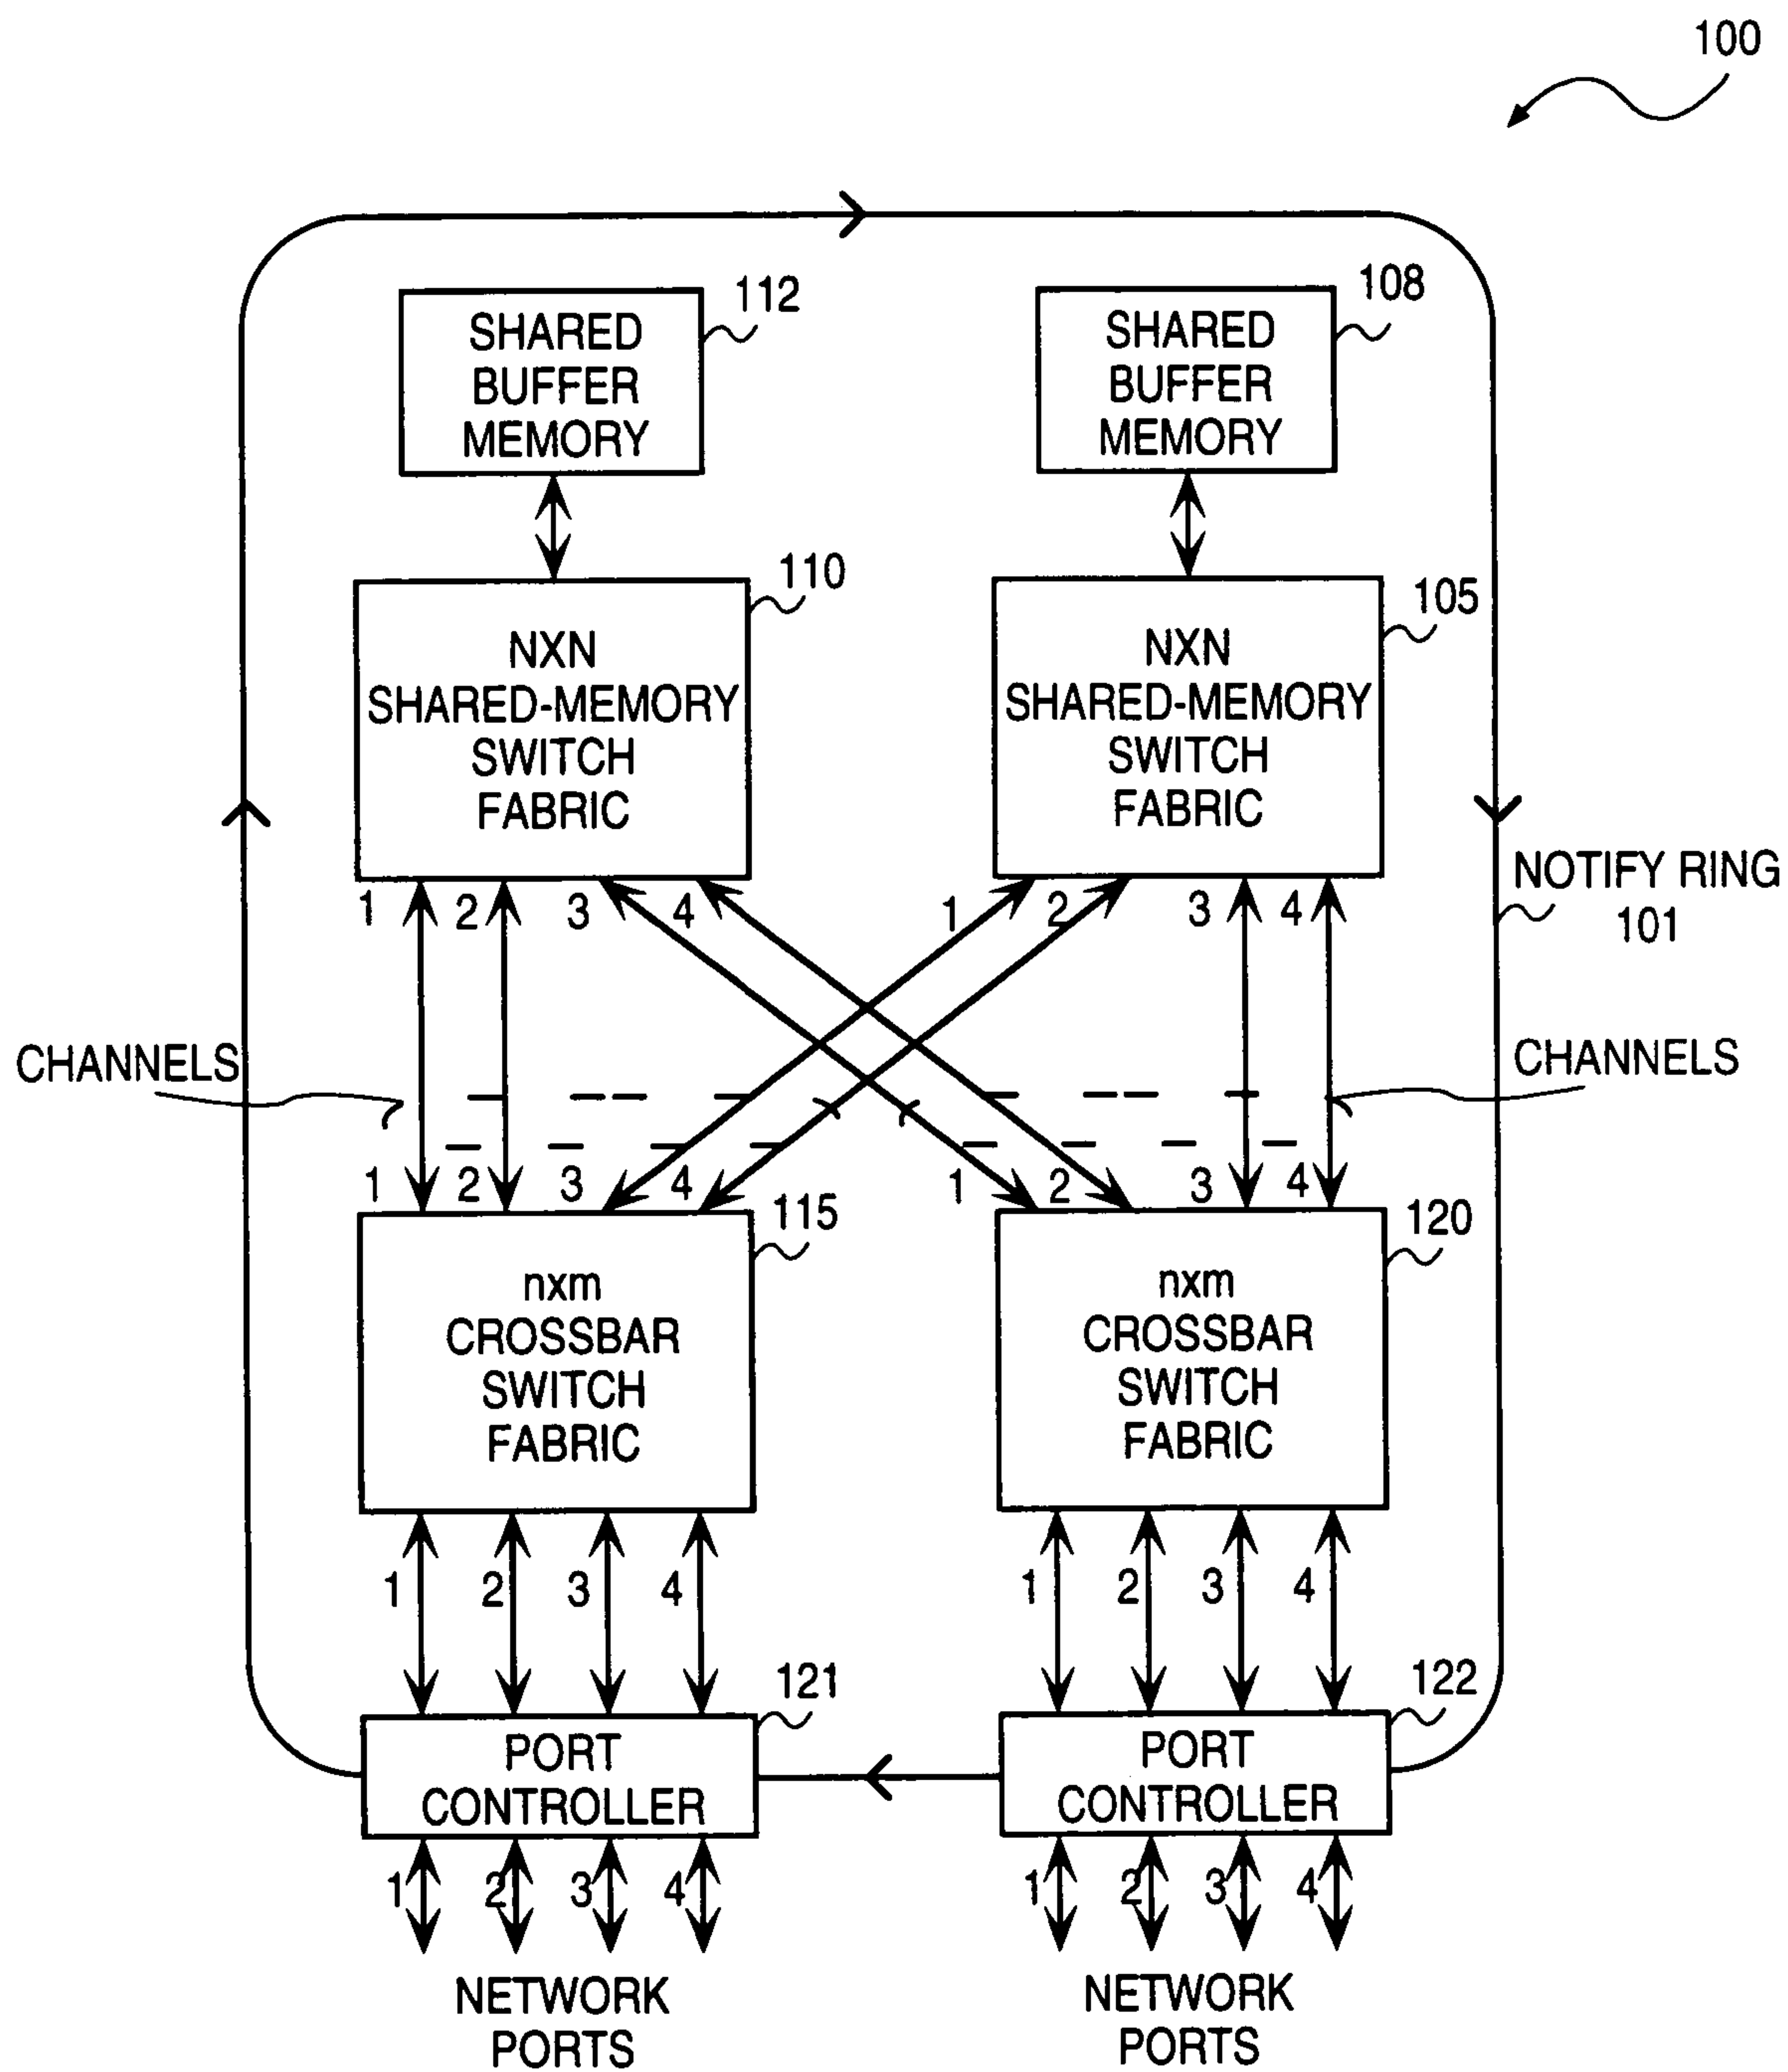 100
112
108
SHARED
BUFFER
MEMORY
SHARED
BUFFER
MEMORY
110
105
NXN
SHARED-MEMORY
SWITCH
FABRIC
NXN
SHARED-MEMORY
SWITCH
FABRIC
NOTIFY RING
101
1 2 3 4
1 2 3 4
CHANNELS
CHANNELS
1 2 3 4
1 2 3 4
115
120
nxm
CROSSBAR
SWITCH
FABRIC
nxm
CROSSBAR
SWITCH
FABRIC
1 2 3 4
1 2 3 4
121
122
PORT
CONTROLLER
PORT
CONTROLLER
1 2 3 4
1 2 3 4
NETWORK
PORTS
NETWORK
PORTS